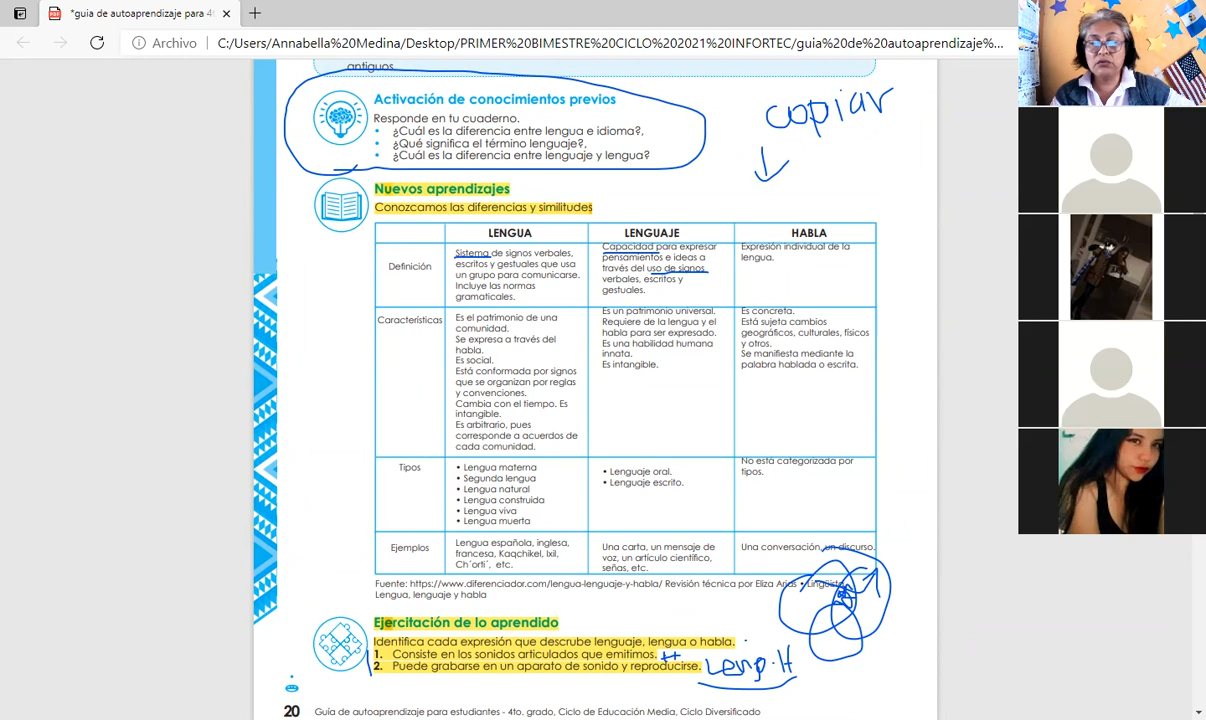 *guia de autoaprendizaje para 4t
Archivo
C:/Users/Annabella%20Medina/Desktop/PRIMER%20BIMESTRE%20CICLO%202021%20INFORTEC/guia%20de%20autoaprendizaje%...
antiguos
Activación de conocimientos previos
Responde en tu cuaderno.
• ¿Cuál es la diferencia entre lengua e idioma?,
• ¿Qué significa el término lenguaje?,
• ¿Cuál es la diferencia entre lenguaje y lengua?
copiar
Nuevos aprendizajes
Conozcamos las diferencias y similitudes
LENGUA LENGUAJE HABLA
Definición
Sistema de signos verbales,
escritos y gestuales que usa
un grupo para comunicarse.
Incluye las normas
gramaticales.
Capacidad para expresar
pensamientos e ideas a
través del uso de signos
verbales, escritos y
gestuales.
Expresión individual de la
lengua.
Características
Es el patrimonio de una
comunidad.
Se expresa a través del
habla.
Es social.
Está conformada por signos
que se organizan por reglas
y convenciones.
Cambia con el tiempo. Es
intangible.
Es arbitrario, pues
corresponde a acuerdos de
cada comunidad.
Es un patrimonio universal.
Requiere de la lengua y el
habla para ser expresado.
Es una habilidad humana
innata.
Es intangible.
Es concreta.
Está sujeta cambios
geográficos, culturales, físicos
y otros.
Se manifiesta mediante la
palabra hablada o escrita.
Tipos
• Lengua materna
• Segunda lengua
• Lengua natural
• Lengua construida
• Lengua viva
• Lengua muerta
• Lenguaje oral.
• Lenguaje escrito.
No está categorizada por
tipos.
Ejemplos
Lengua española, inglesa,
francesa, Kaqchikel, Ixil,
Ch´orti´, etc.
Una carta, un mensaje de
voz, un artículo científico,
señas, etc.
Una conversación, un discurso.
Fuente: https://www.diferenciador.com/lengua-lenguaje-y-habla/ Revisión técnica por Eliza Arias • Lingüista
Lengua, lenguaje y habla
Ejercitación de lo aprendido
Identifica cada expresión que descrube lenguaje, lengua o habla.
1. Consiste en los sonidos articulados que emitimos.
2. Puede grabarse en un aparato de sonido y reproducirse.
20 Guía de autoaprendizaje para estudiantes - 4to. grado, Ciclo de Educación Media, Ciclo Diversificado